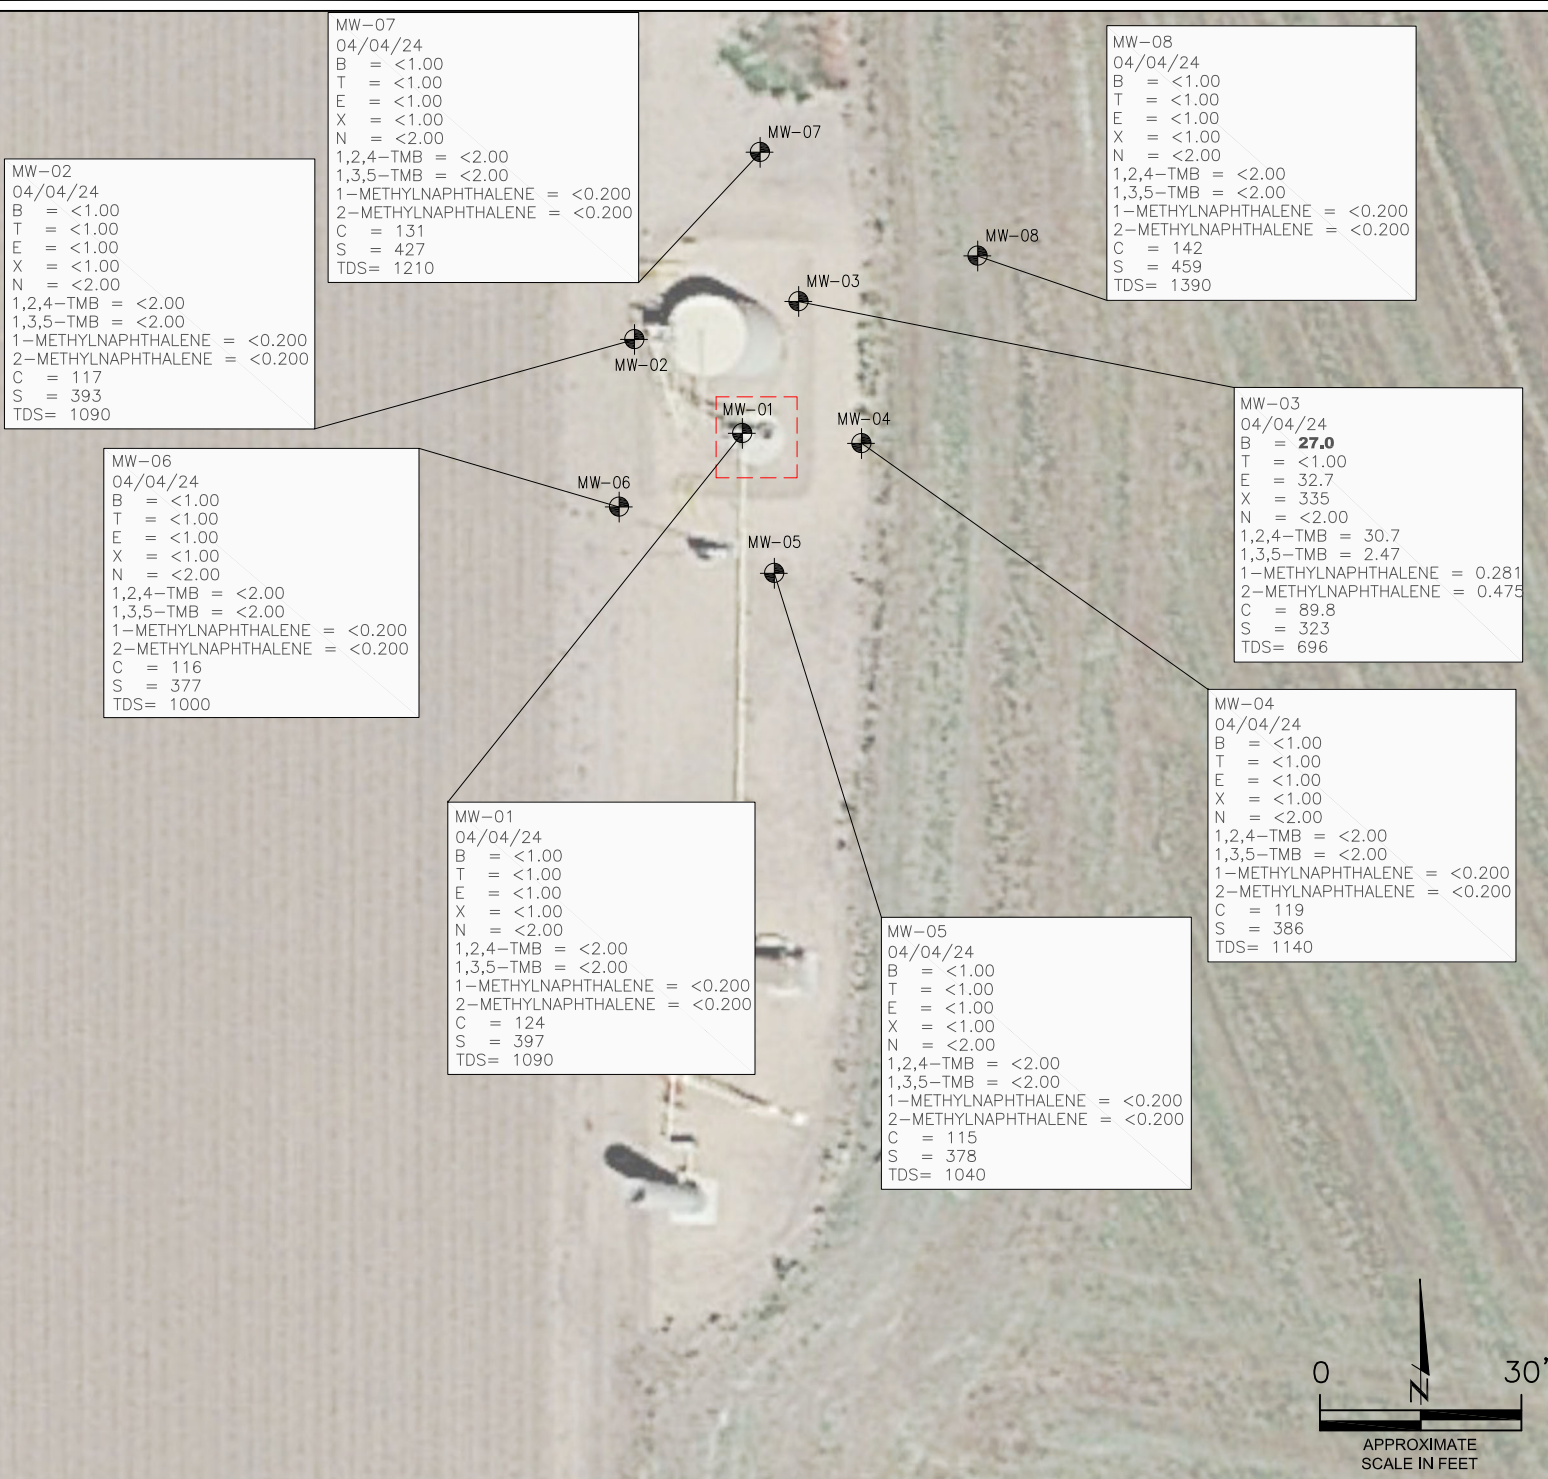 MW-07
04/04/24
B = <1.00
T = <1.00
E = <1.00
X = <1.00
N = <2.00
1,2,4-TMB = <2.00
1,3,5-TMB = <2.00
1-METHYLNAPHTHALENE = <0.200
2-METHYLNAPHTHALENE = <0.200
C = 131
S = 427
TDS= 1210
MW-08
04/04/24
B = <1.00
T = <1.00
E = <1.00
X = <1.00
N = <2.00
1,2,4-TMB = <2.00
1,3,5-TMB = <2.00
1-METHYLNAPHTHALENE = <0.200
2-METHYLNAPHTHALENE = <0.200
C = 142
S = 459
TDS= 1390
MW-02
04/04/24
B = <1.00
T = <1.00
E = <1.00
X = <1.00
N = <2.00
1,2,4-TMB = <2.00
1,3,5-TMB = <2.00
1-METHYLNAPHTHALENE = <0.200
2-METHYLNAPHTHALENE = <0.200
C = 117
S = 393
TDS= 1090
MW-07
MW-08
MW-03
MW-02
MW-01
MW-04
MW-06
MW-05
MW-03
04/04/24
B = 27.0
T = <1.00
E = 32.7
X = 335
N = <2.00
1,2,4-TMB = 30.7
1,3,5-TMB = 2.47
1-METHYLNAPHTHALENE = 0.281
2-METHYLNAPHTHALENE = 0.475
C = 89.8
S = 323
TDS= 696
MW-06
04/04/24
B = <1.00
T = <1.00
E = <1.00
X = <1.00
N = <2.00
1,2,4-TMB = <2.00
1,3,5-TMB = <2.00
1-METHYLNAPHTHALENE = <0.200
2-METHYLNAPHTHALENE = <0.200
C = 116
S = 377
TDS= 1000
MW-04
04/04/24
B = <1.00
T = <1.00
E = <1.00
X = <1.00
N = <2.00
1,2,4-TMB = <2.00
1,3,5-TMB = <2.00
1-METHYLNAPHTHALENE = <0.200
2-METHYLNAPHTHALENE = <0.200
C = 119
S = 386
TDS= 1140
MW-01
04/04/24
B = <1.00
T = <1.00
E = <1.00
X = <1.00
N = <2.00
1,2,4-TMB = <2.00
1,3,5-TMB = <2.00
1-METHYLNAPHTHALENE = <0.200
2-METHYLNAPHTHALENE = <0.200
C = 124
S = 397
TDS= 1090
MW-05
04/04/24
B = <1.00
T = <1.00
E = <1.00
X = <1.00
N = <2.00
1,2,4-TMB = <2.00
1,3,5-TMB = <2.00
1-METHYLNAPHTHALENE = <0.200
2-METHYLNAPHTHALENE = <0.200
C = 115
S = 378
TDS= 1040
0 30'
N
APPROXIMATE
SCALE IN FEET